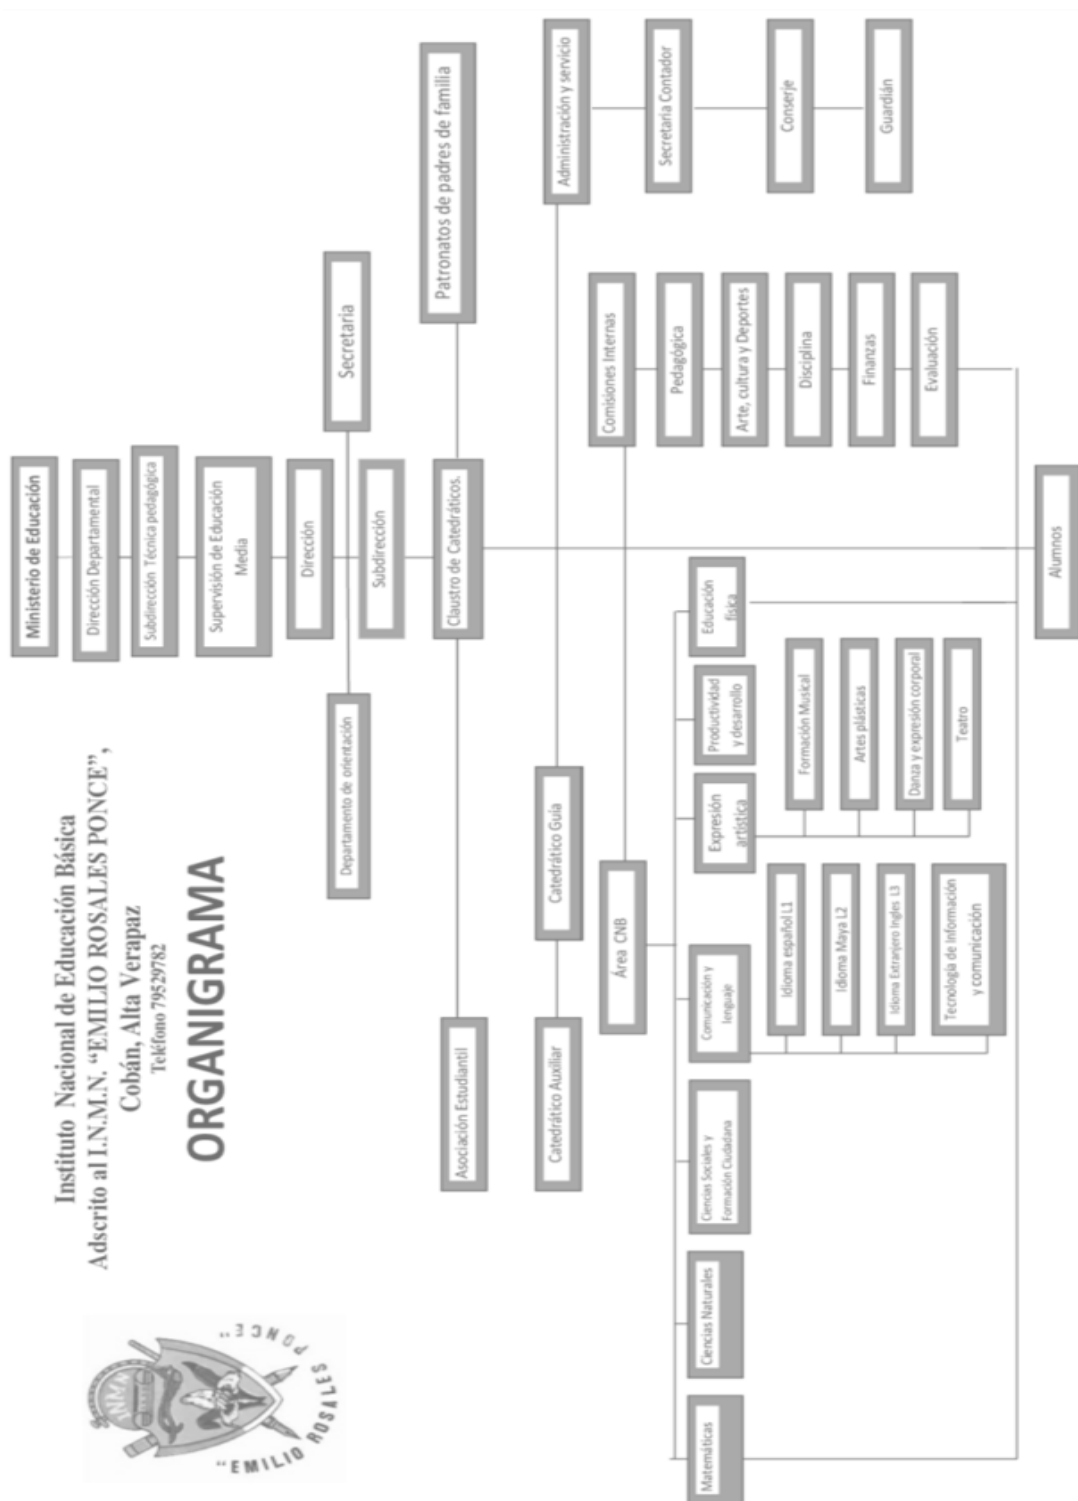 Instituto Nacional de Educación Básica
Adscrito al I.N.M.N. “EMILIO ROSALES PONCE”,
Cobán, Alta Verapaz
Teléfono 79529782
ORGANIGRAMA
INMN
"EMILIO ROSALES PONCE"
Ministerio de Educación
Dirección Departamental
Subdirección Técnica pedagógica
Supervisión de Educación
Media
Dirección
Departamento de orientación
Secretaria
Subdirección
Asociación Estudiantil
Claustro de Catedráticos.
Patronatos de padres de familia
Catedrático Auxiliar
Catedrático Guía
Administración y servicio
Área CNB
Comisiones Internas
Secretaria Contador
Conserje
Guardián
Pedagógica
Arte, cultura y Deportes
Disciplina
Finanzas
Evaluación
Matemáticas
Ciencias Naturales
Ciencias Sociales y
Formación Ciudadana
Comunicación y
lenguaje
Expresión
artística
Productividad
y desarrollo
Educación
física
Idioma español L1
Idioma Maya L2
Idioma Extranjero Ingles L3
Tecnología de Información
y comunicación
Formación Musical
Artes plásticas
Danza y expresión corporal
Teatro
Alumnos